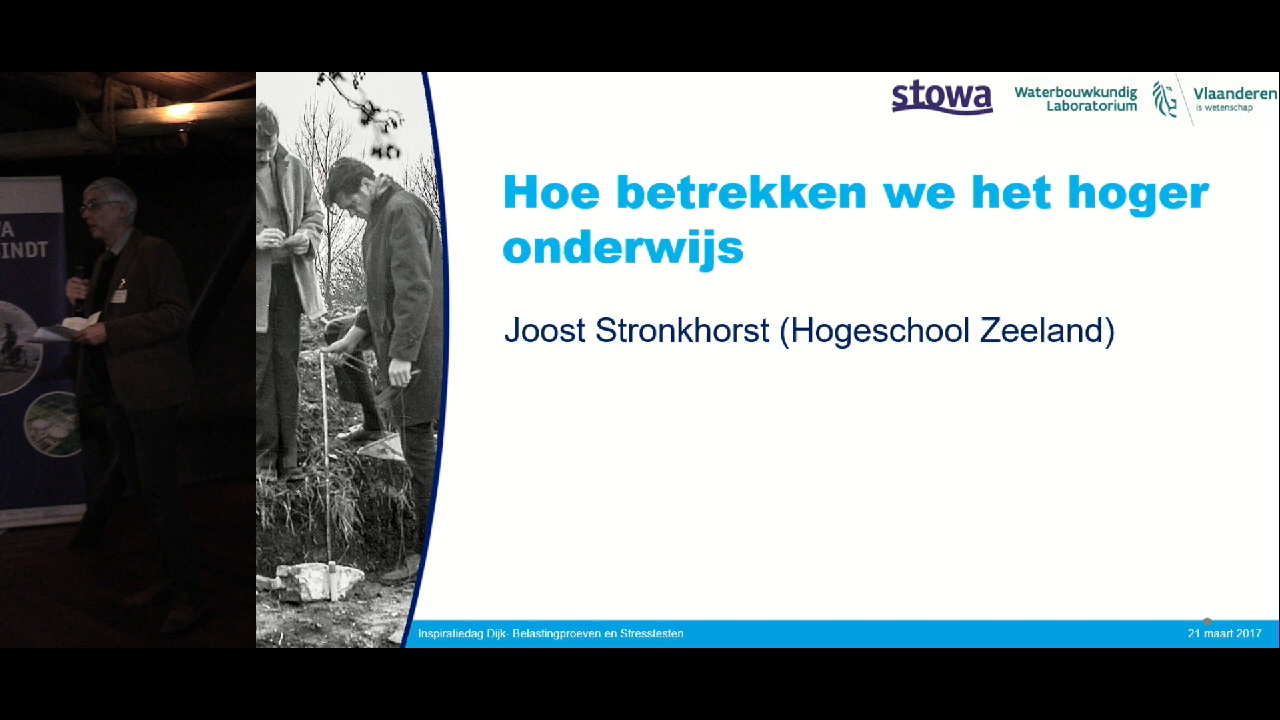 stowa
Waterbouwkundig
Laboratorium
Vlaanderen
is wetenschap
Hoe betrekken we het hoger
onderwijs
Joost Stronkhorst (Hogeschool Zeeland)
Inspiratiedag Dijk- Belastingproeven en Stresstesten
21 maart 2017